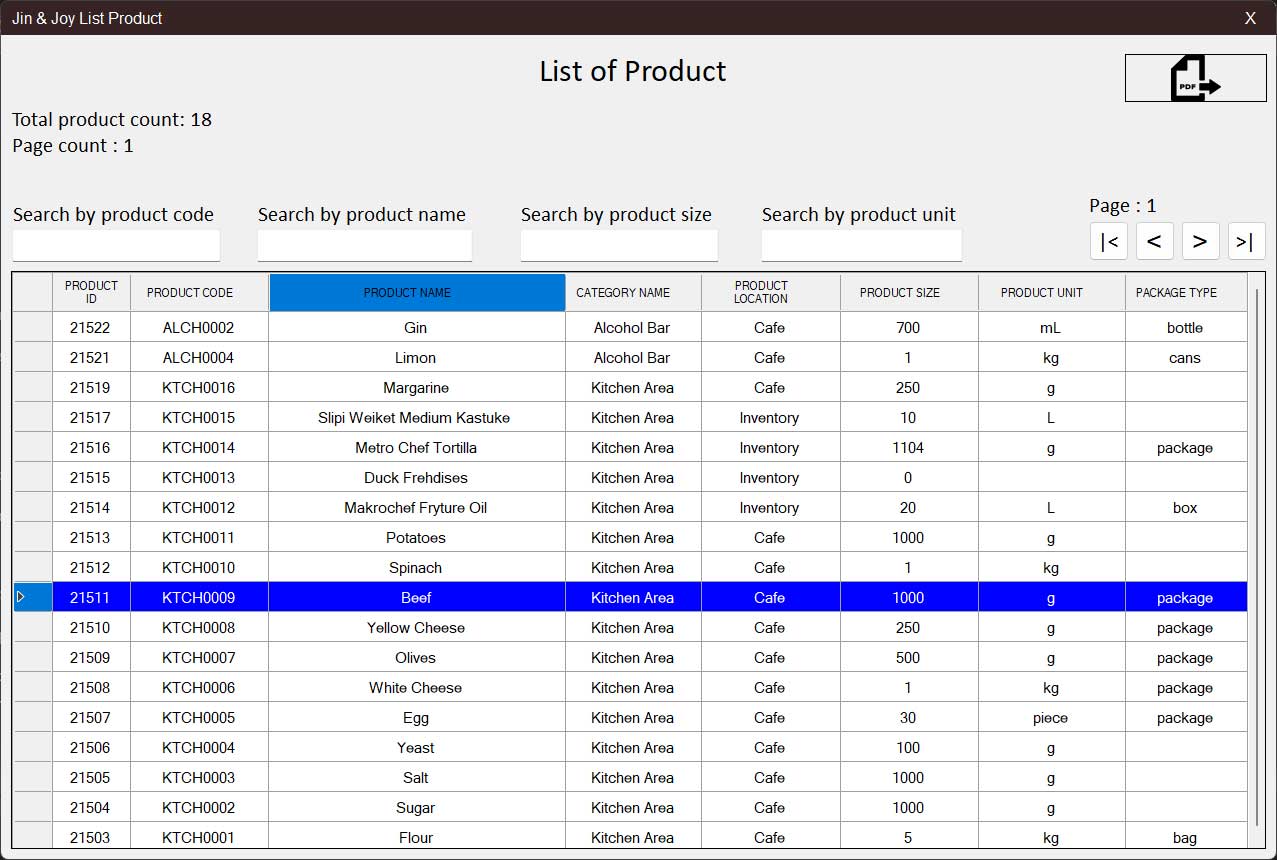 Jin & Joy List Product X
List of Product
PDF
Total product count: 18
Page count : 1
Search by product code Search by product name Search by product size Search by product unit Page : 1
|< < > >|
PRODUCT ID PRODUCT CODE PRODUCT NAME CATEGORY NAME PRODUCT LOCATION PRODUCT SIZE PRODUCT UNIT PACKAGE TYPE
21522 ALCH0002 Gin Alcohol Bar Cafe 700 mL bottle
21521 ALCH0004 Limon Alcohol Bar Cafe 1 kg cans
21519 KTCH0016 Margarine Kitchen Area Cafe 250 g
21517 KTCH0015 Slipi Weiket Medium Kastuke Kitchen Area Inventory 10 L
21516 KTCH0014 Metro Chef Tortilla Kitchen Area Inventory 1104 g package
21515 KTCH0013 Duck Frehdises Kitchen Area Inventory 0
21514 KTCH0012 Makrochef Fryture Oil Kitchen Area Inventory 20 L box
21513 KTCH0011 Potatoes Kitchen Area Cafe 1000 g
21512 KTCH0010 Spinach Kitchen Area Cafe 1 kg
21511 KTCH0009 Beef Kitchen Area Cafe 1000 g package
21510 KTCH0008 Yellow Cheese Kitchen Area Cafe 250 g package
21509 KTCH0007 Olives Kitchen Area Cafe 500 g package
21508 KTCH0006 White Cheese Kitchen Area Cafe 1 kg package
21507 KTCH0005 Egg Kitchen Area Cafe 30 piece package
21506 KTCH0004 Yeast Kitchen Area Cafe 100 g
21505 KTCH0003 Salt Kitchen Area Cafe 1000 g
21504 KTCH0002 Sugar Kitchen Area Cafe 1000 g
21503 KTCH0001 Flour Kitchen Area Cafe 5 kg bag